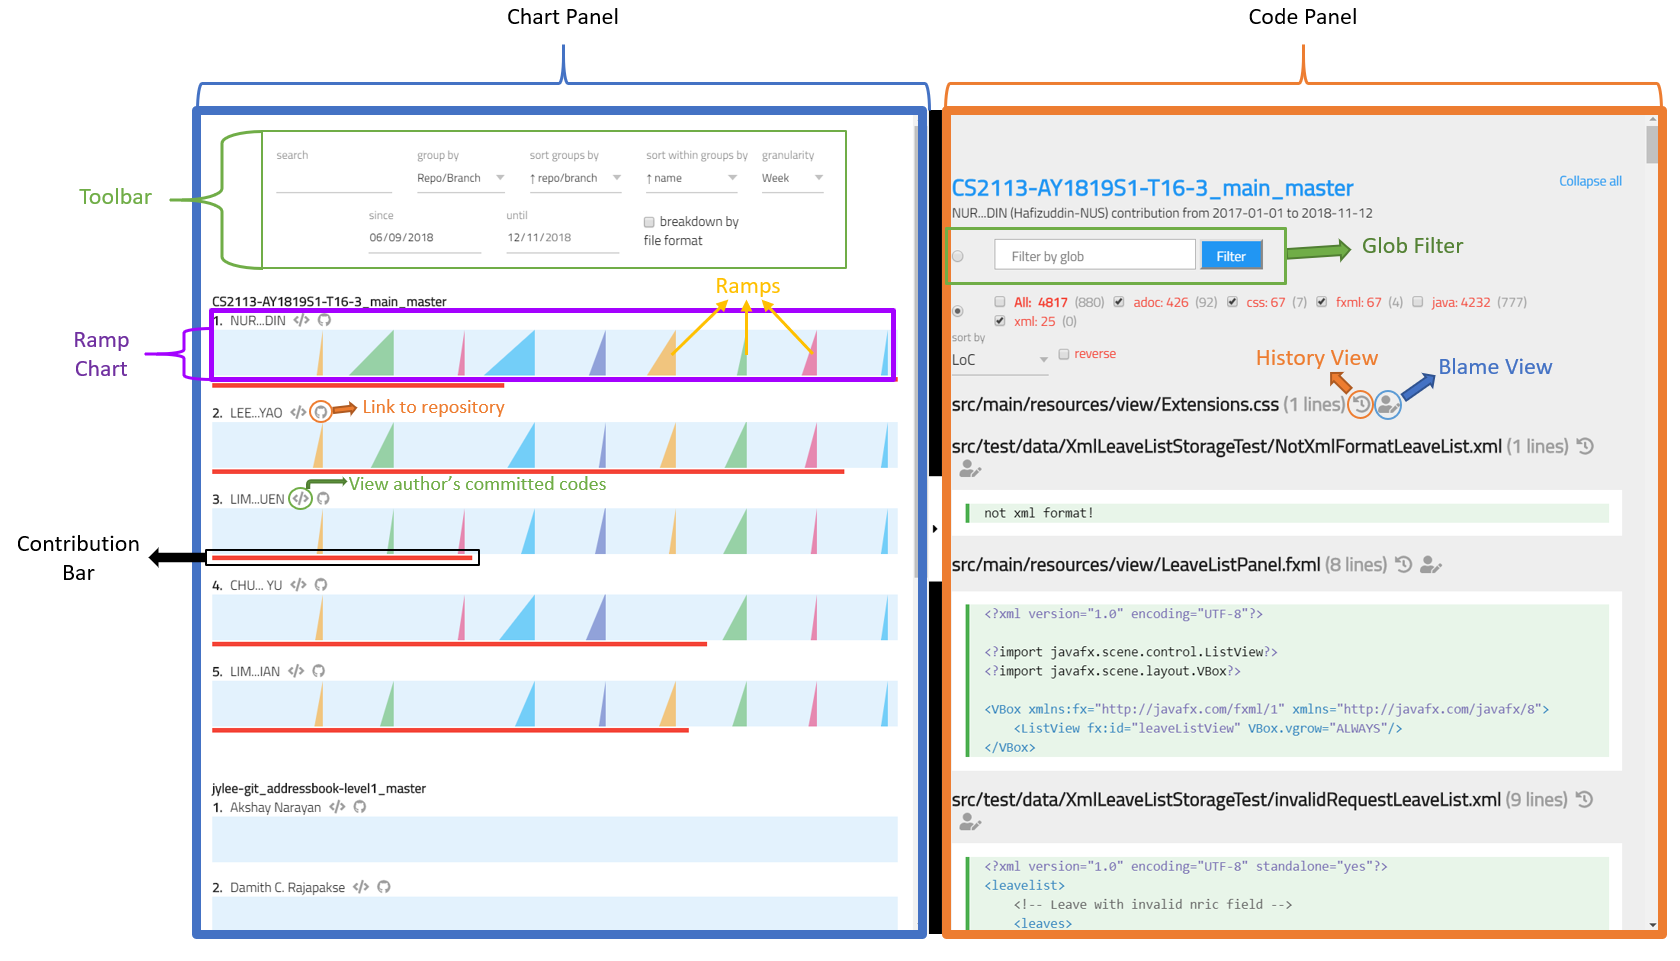 Chart Panel
Code Panel
Toolbar
search
group by
Repo/Branch
sort groups by
↑ repo/branch
sort within groups by
↑ name
granularity
Week
since
06/09/2018
until
12/11/2018
breakdown by
file format
Ramps
CS2113-AY1819S1-T16-3_main_master
1. NUR...DIN </>
Ramp
Chart
2. LEE...YAO </>
Link to repository
View author's committed codes
3. LIM...UEN </>
Contribution
Bar
4. CHU... YU </>
5. LIM...IAN </>
jylee-git_addressbook-level1_master
1. Akshay Narayan </>
2. Damith C. Rajapakse </>
CS2113-AY1819S1-T16-3_main_master
Collapse all
NUR...DIN (Hafizuddin-NUS) contribution from 2017-01-01 to 2018-11-12
Filter by glob
Filter
Glob Filter
All: 4817 (880) adoc: 426 (92) css: 67 (7) fxml: 67 (4) java: 4232 (777)
xml: 25 (0)
sort by
LoC
reverse
History View
Blame View
src/main/resources/view/Extensions.css (1 lines)
src/test/data/XmlLeaveListStorageTest/NotXmlFormatLeaveList.xml (1 lines)
not xml format!
src/main/resources/view/LeaveListPanel.fxml (8 lines)
<?xml version="1.0" encoding="UTF-8"?>
<?import javafx.scene.control.ListView?>
<?import javafx.scene.layout.VBox?>
<VBox xmlns:fx="http://javafx.com/fxml/1" xmlns="http://javafx.com/javafx/8">
<ListView fx:id="leaveListView" VBox.vgrow="ALWAYS"/>
</VBox>
src/test/data/XmlLeaveListStorageTest/invalidRequestLeaveList.xml (9 lines)
<?xml version="1.0" encoding="UTF-8" standalone="yes"?>
<leavelist>
<!-- Leave with invalid nric field -->
<leaves>